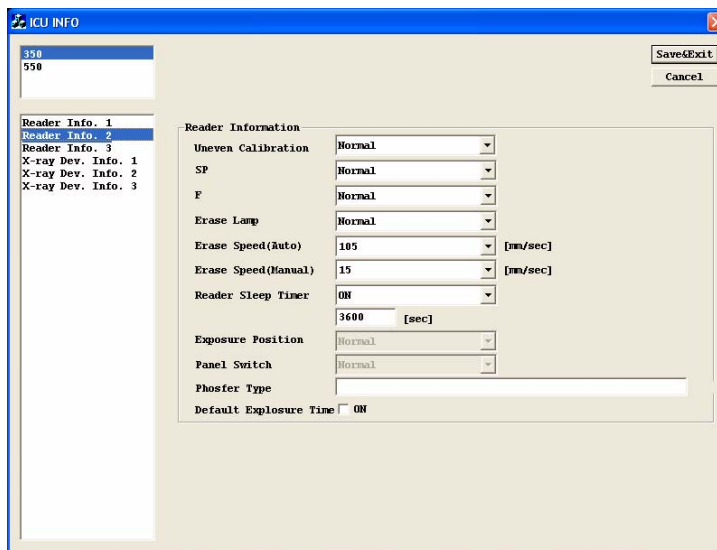 ICU INFO
350
550
Save&Exit
Cancel
Reader Info. 1
Reader Info. 2
Reader Info. 3
X-ray Dev. Info. 1
X-ray Dev. Info. 2
X-ray Dev. Info. 3
Reader Information
Uneven Calibration Normal
SP Normal
F Normal
Erase Lamp Normal
Erase Speed(Auto) 105 [mm/sec]
Erase Speed(Manual) 15 [mm/sec]
Reader Sleep Timer ON
3600 [sec]
Exposure Position Normal
Panel Switch Normal
Phosfer Type
Default Explosure Time ON